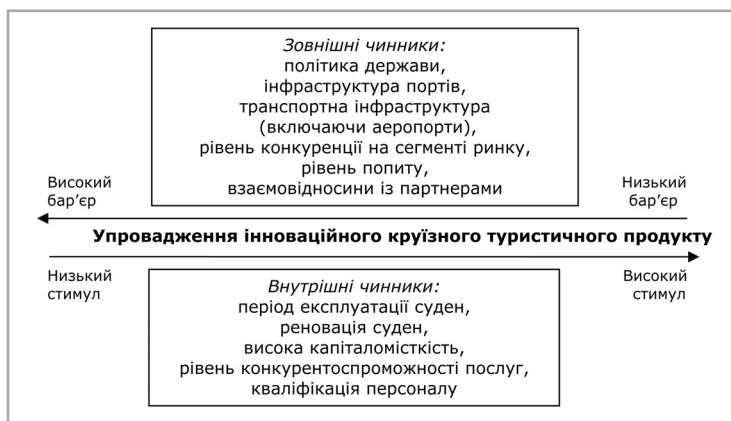 Зовнішні чинники:
політика держави,
інфраструктура портів,
транспортна інфраструктура
(включаючи аеропорти),
рівень конкуренції на сегменті ринку,
рівень попиту,
взаємовідносини із партнерами
Високий
бар’єр
Низький
бар’єр
Упровадження інноваційного круїзного туристичного продукту
Низький
стимул
Високий
стимул
Внутрішні чинники:
період експлуатації суден,
реновація суден,
висока капіталомісткість,
рівень конкурентоспроможності послуг,
кваліфікація персоналу